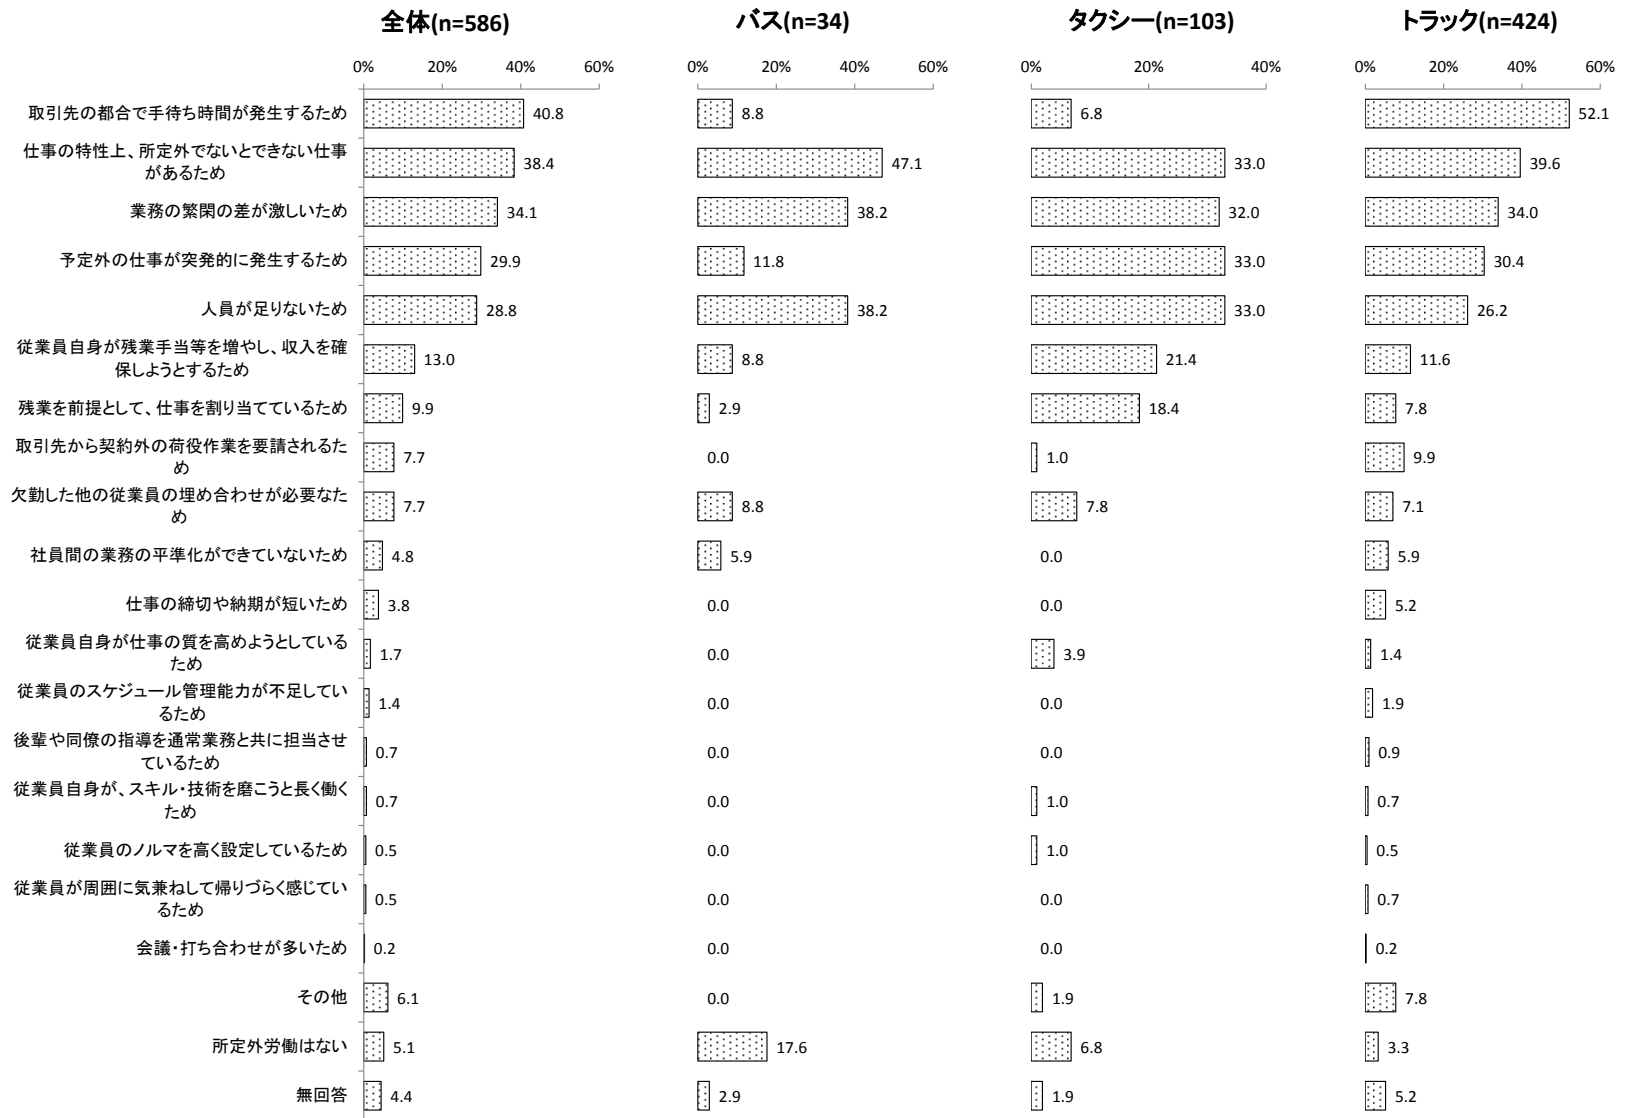 全体(n=586) バス(n=34) タクシー(n=103) トラック(n=424)
0% 20% 40% 60% 0% 20% 40% 60% 0% 20% 40% 0% 20% 40% 60%
取引先の都合で手待ち時間が発生するため 40.8 8.8 6.8 52.1
仕事の特性上、所定外でないとできない仕事
があるため 38.4 47.1 33.0 39.6
業務の繁閑の差が激しいため 34.1 38.2 32.0 34.0
予定外の仕事が突発的に発生するため 29.9 11.8 33.0 30.4
人員が足りないため 28.8 38.2 33.0 26.2
従業員自身が残業手当等を増やし、収入を確
保しようとするため 13.0 8.8 21.4 11.6
残業を前提として、仕事を割り当てているため 9.9 2.9 18.4 7.8
取引先から契約外の荷役作業を要請されるた
め 7.7 0.0 1.0 9.9
欠勤した他の従業員の埋め合わせが必要なた
め 7.7 8.8 7.8 7.1
社員間の業務の平準化ができていないため 4.8 5.9 0.0 5.9
仕事の締切や納期が短いため 3.8 0.0 0.0 5.2
従業員自身が仕事の質を高めようとしている
ため 1.7 0.0 3.9 1.4
従業員のスケジュール管理能力が不足してい
るため 1.4 0.0 0.0 1.9
後輩や同僚の指導を通常業務と共に担当させ
ているため 0.7 0.0 0.0 0.9
従業員自身が、スキル・技術を磨こうと長く働く
ため 0.7 0.0 1.0 0.7
従業員のノルマを高く設定しているため 0.5 0.0 1.0 0.5
従業員が周囲に気兼ねして帰りづらく感じてい
るため 0.5 0.0 0.0 0.7
会議・打ち合わせが多いため 0.2 0.0 0.0 0.2
その他 6.1 0.0 1.9 7.8
所定外労働はない 5.1 17.6 6.8 3.3
無回答 4.4 2.9 1.9 5.2